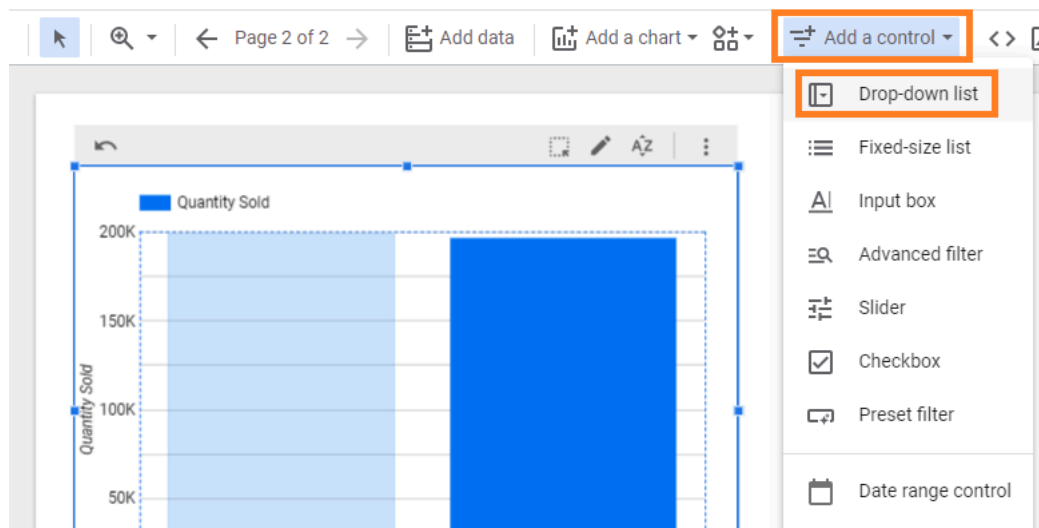 Page 2 of 2
Add data
Add a chart
Add a control
Drop-down list
Fixed-size list
Input box
Advanced filter
Slider
Checkbox
Preset filter
Date range control
Quantity Sold
200K
150K
100K
50K
Quantity Sold